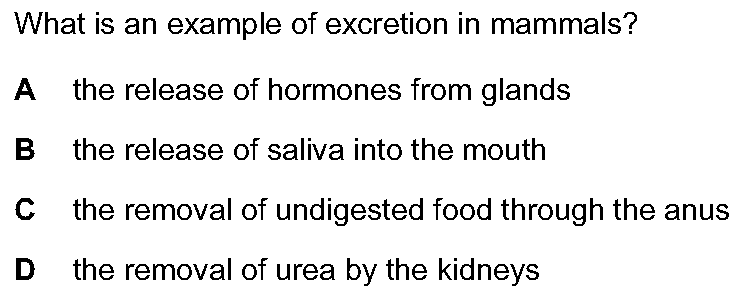 What is an example of excretion in mammals?
A the release of hormones from glands
B the release of saliva into the mouth
C the removal of undigested food through the anus
D the removal of urea by the kidneys